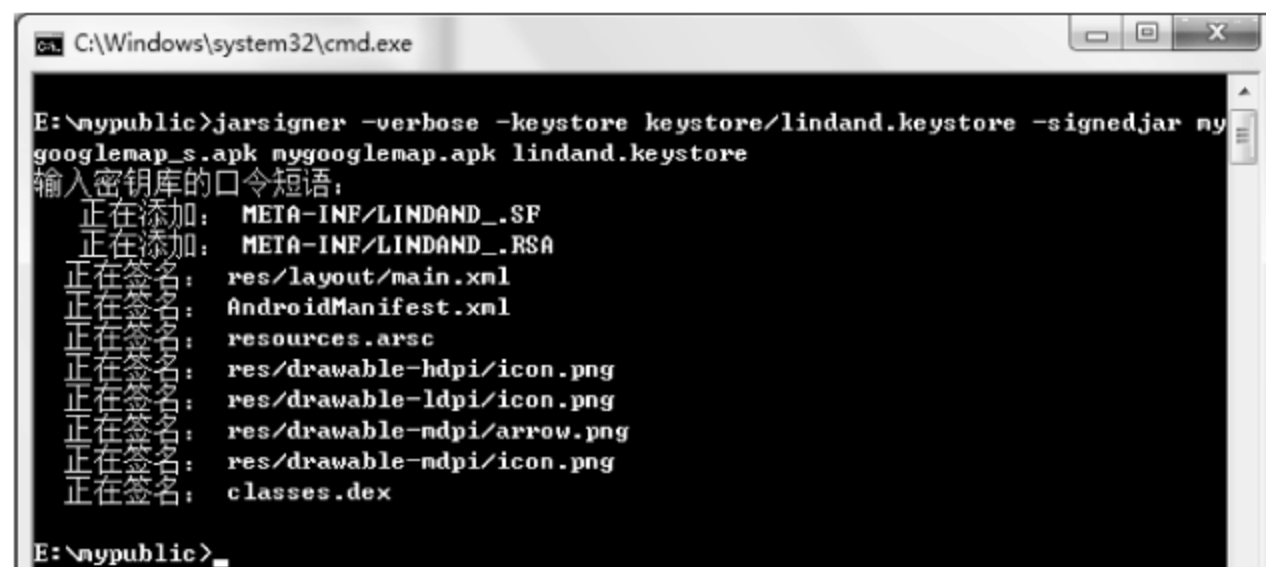 C:\Windows\system32\cmd.exe
E:\mypublic>jarsigner -verbose -keystore keystore/lindand.keystore -signedjar my
googlemap_s.apk mygooglemap.apk lindand.keystore
输入密钥库的口令短语：
正在添加： META-INF/LINDAND_.SF
正在添加： META-INF/LINDAND_.RSA
正在签名： res/layout/main.xml
正在签名： AndroidManifest.xml
正在签名： resources.arsc
正在签名： res/drawable-hdpi/icon.png
正在签名： res/drawable-ldpi/icon.png
正在签名： res/drawable-mdpi/arrow.png
正在签名： res/drawable-mdpi/icon.png
正在签名： classes.dex
E:\mypublic>_